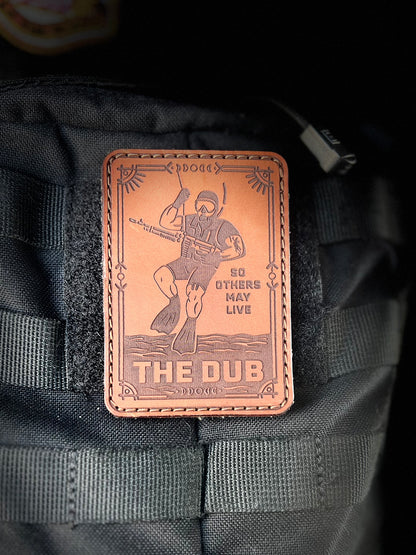 SO
OTHERS
MAY
LIVE
THE DUB